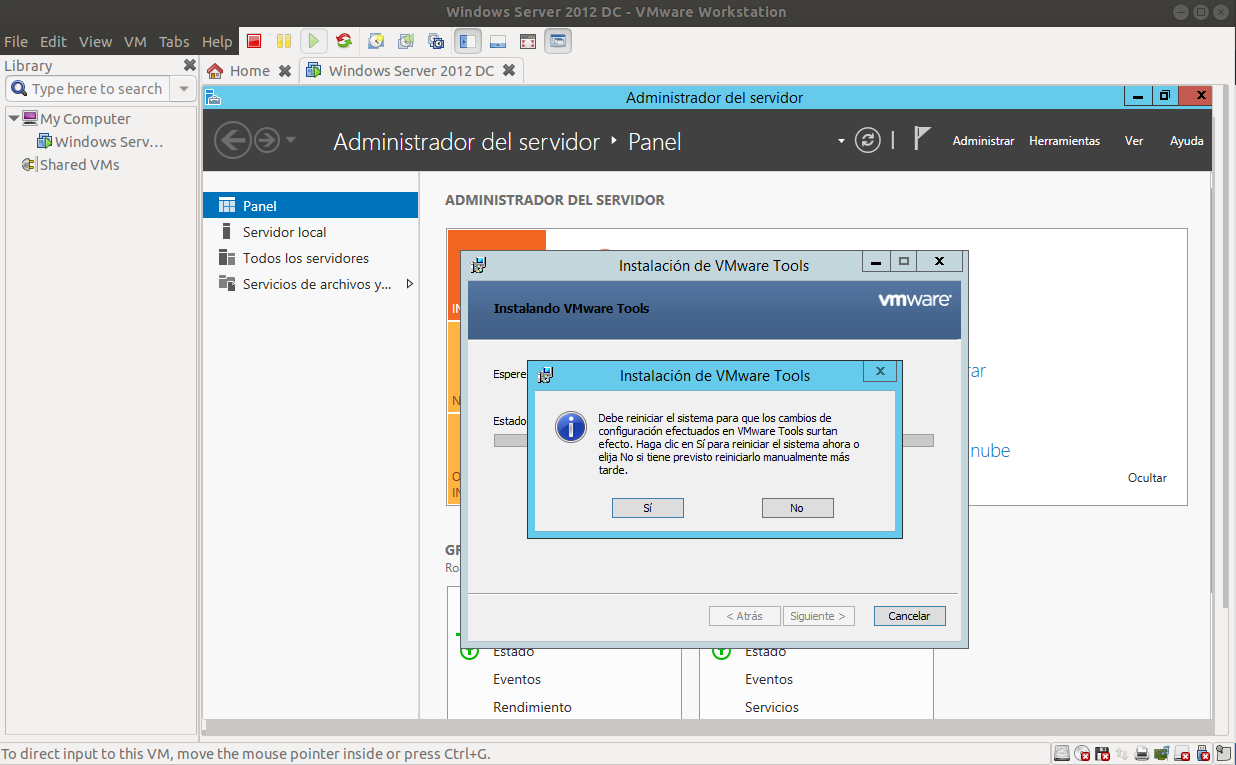 Windows Server 2012 DC - VMware Workstation
File Edit View VM Tabs Help
Library
Home
Windows Server 2012 DC
Type here to search
My Computer
Windows Serv...
Shared VMs
Administrador del servidor
Administrador del servidor Panel
Administrar Herramientas Ver Ayuda
Panel
Servidor local
Todos los servidores
Servicios de archivos y...
ADMINISTRADOR DEL SERVIDOR
Instalación de VMware Tools
Instalando VMware Tools
vmware
Espere
Estado
Instalación de VMware Tools
Debe reiniciar el sistema para que los cambios de
configuración efectuados en VMware Tools surtan
efecto. Haga clic en Sí para reiniciar el sistema ahora o
elija No si tiene previsto reiniciarlo manualmente más
tarde.
Sí No
nube
Ocultar
< Atrás Siguiente > Cancelar
Estado
Eventos
Rendimiento
Estado
Eventos
Servicios
To direct input to this VM, move the mouse pointer inside or press Ctrl+G.